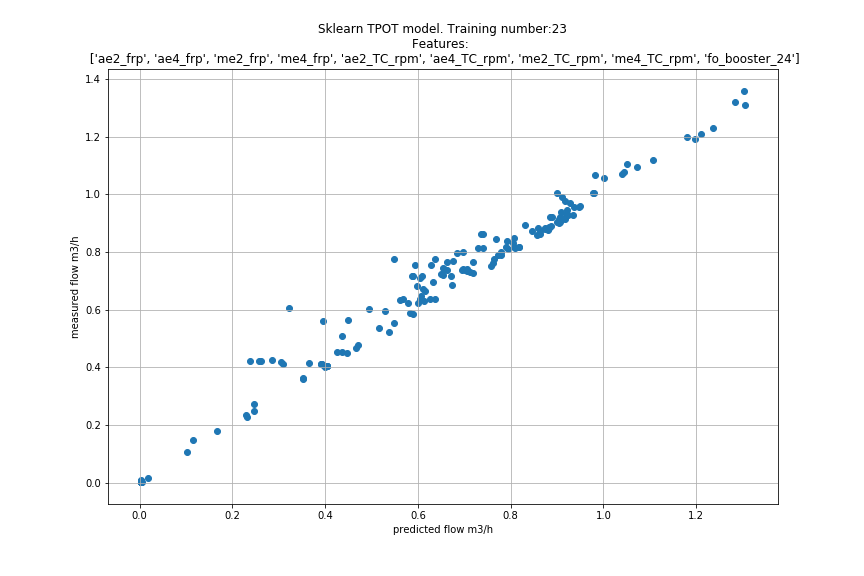 Sklearn TPOT model. Training number:23
Features:
['ae2_frp', 'ae4_frp', 'me2_frp', 'me4_frp', 'ae2_TC_rpm', 'ae4_TC_rpm', 'me2_TC_rpm', 'me4_TC_rpm', 'fo_booster_24']
1.4
1.2
1.0
0.8
0.6
0.4
0.2
0.0
measured flow m3/h
0.0 0.2 0.4 0.6 0.8 1.0 1.2
predicted flow m3/h